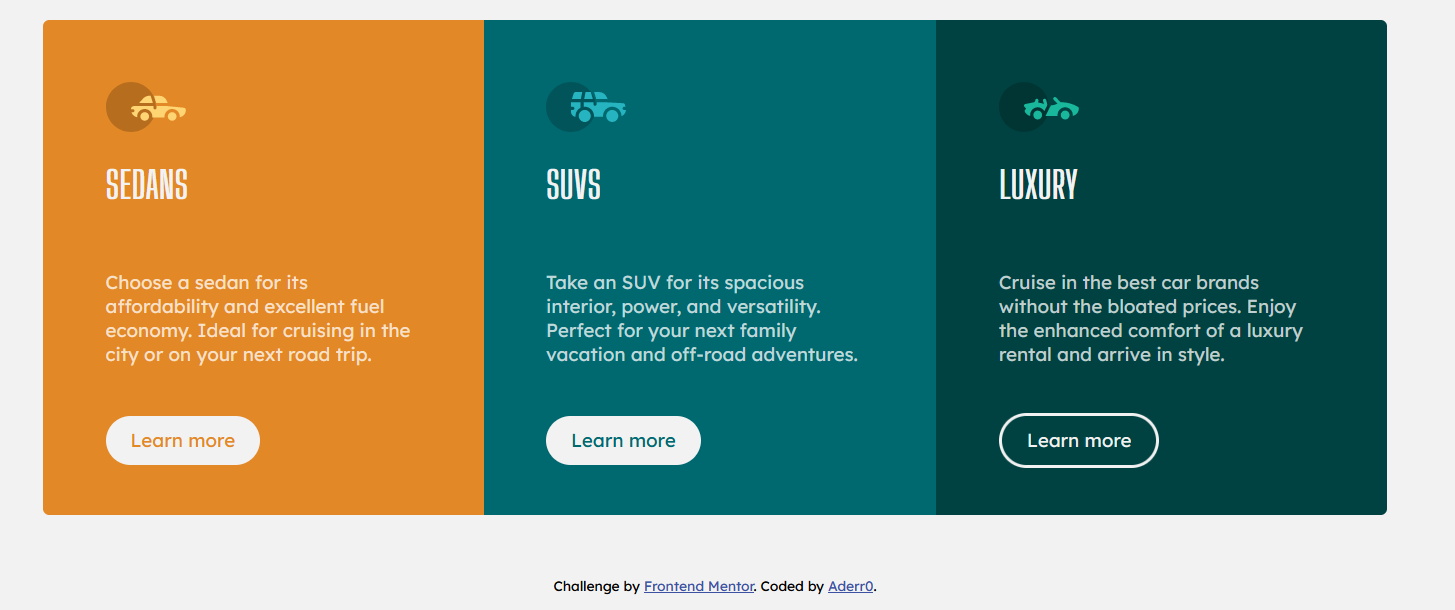 SEDANS
Choose a sedan for its
affordability and excellent fuel
economy. Ideal for cruising in the
city or on your next road trip.
Learn more
SUVS
Take an SUV for its spacious
interior, power, and versatility.
Perfect for your next family
vacation and off-road adventures.
Learn more
LUXURY
Cruise in the best car brands
without the bloated prices. Enjoy
the enhanced comfort of a luxury
rental and arrive in style.
Learn more
Challenge by Frontend Mentor. Coded by Aderr0.